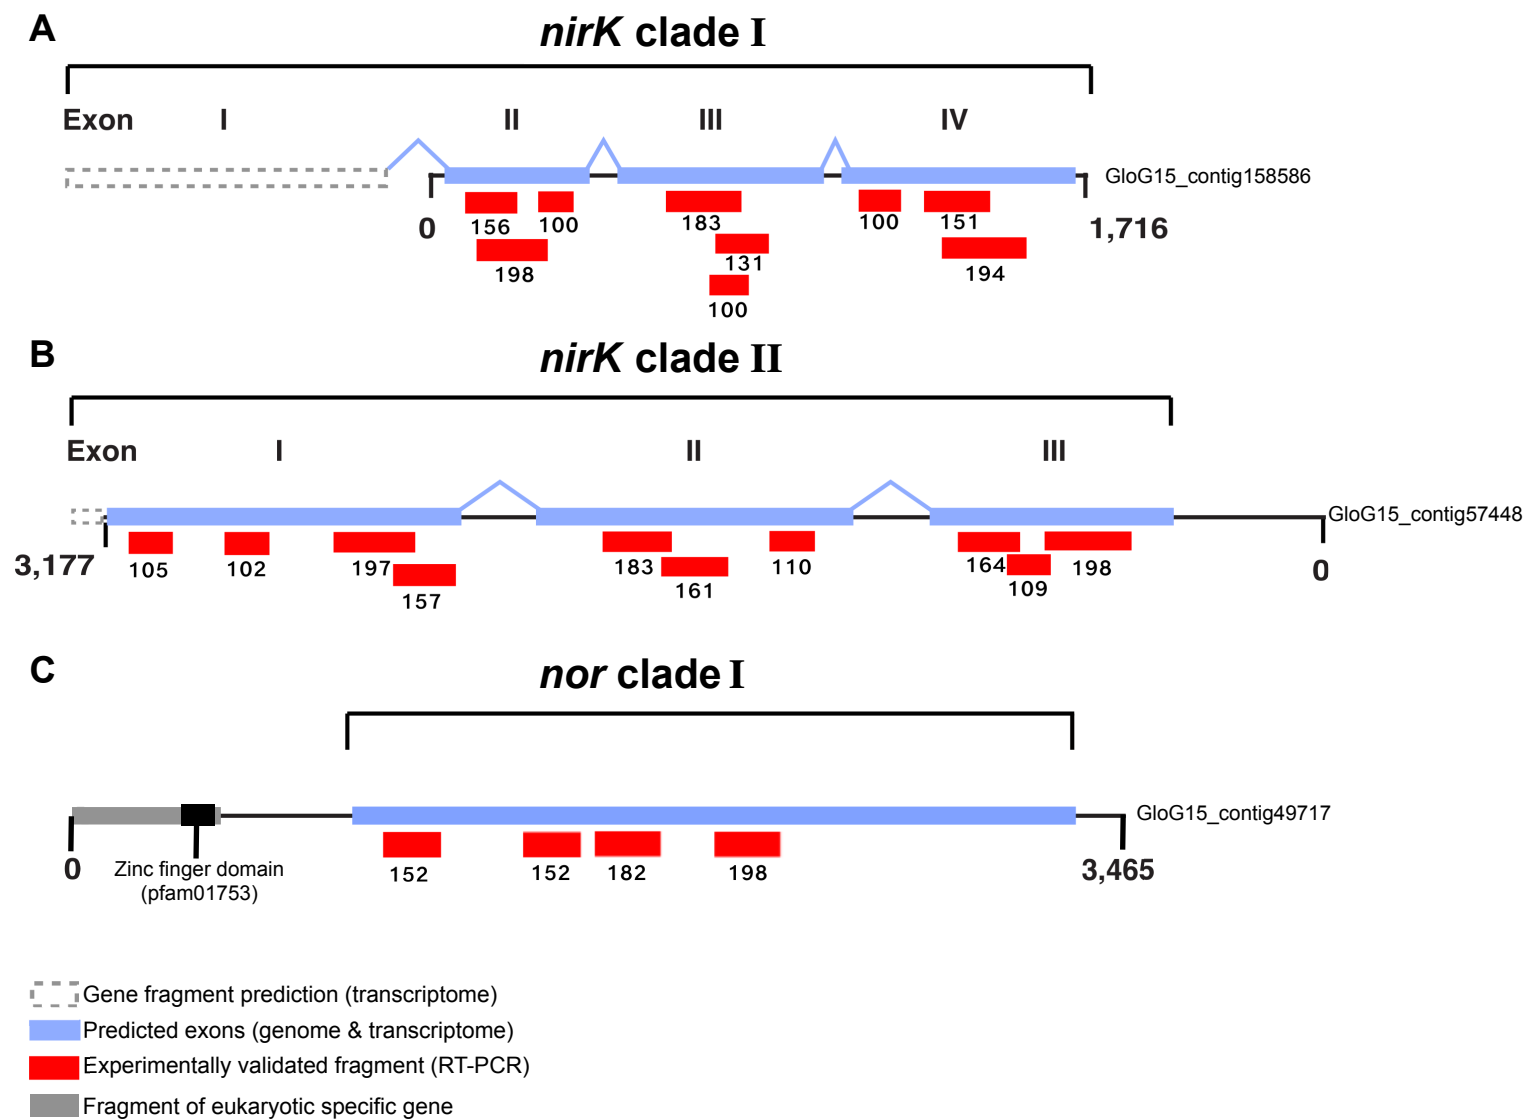 A
nirK clade I
Exon I II III IV
GloG15_contig158586
0 156 100 183 100 151 1,716
198 131 194
100
B
nirK clade II
Exon I II III
GloG15_contig57448
3,177 105 102 197 183 110 164 198 0
157 161 109
C
nor clade I
GloG15_contig49717
0 Zinc finger domain 152 152 182 198 3,465
(pfam01753)
Gene fragment prediction (transcriptome)
Predicted exons (genome & transcriptome)
Experimentally validated fragment (RT-PCR)
Fragment of eukaryotic specific gene